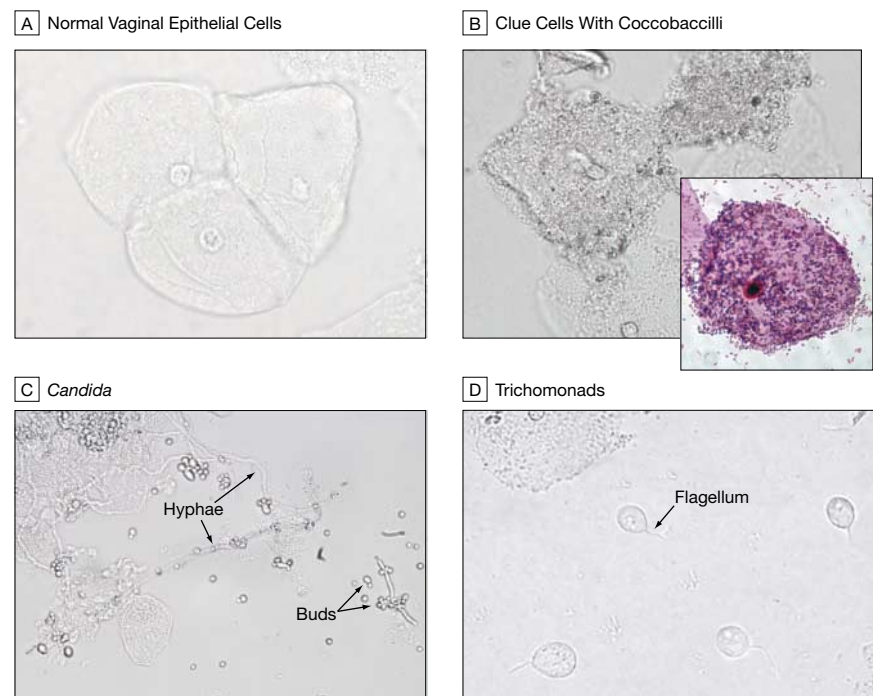 A Normal Vaginal Epithelial Cells
B Clue Cells With Coccobaccilli
C Candida
D Trichomonads
Hyphae
Buds
Flagellum